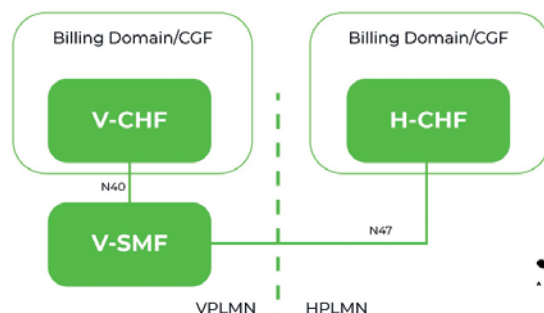 Billing Domain/CGF
Billing Domain/CGF
V-CHF
H-CHF
N40
V-SMF
N47
VPLMN
HPLMN